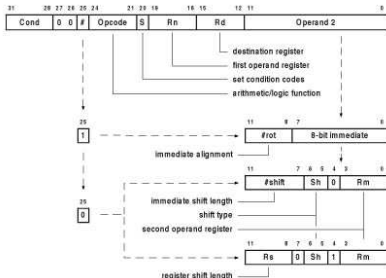 31 28 27 26 25 24 21 20 19 16 15 12 11 0
Cond 0 0 # Opcode S Rn Rd Operand 2
destination register
first operand register
set condition codes
arithmetic/logic function
25 11 8 7 0
1 #rot 8-bit immediate
immediate alignment
11 7 6 5 4 3 0
#shift Sh 0 Rm
25
0
immediate shift length
shift type
second operand register
11 8 7 6 5 4 3 0
Rs 0 Sh 1 Rm
register shift length